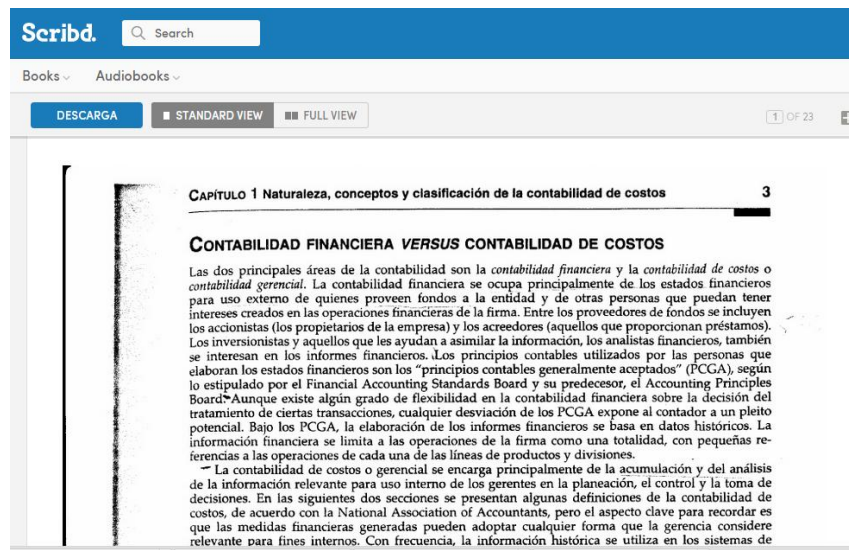 Scribd.
Search
Books
Audiobooks
DESCARGA
STANDARD VIEW
FULL VIEW
1 OF 23
CAPÍTULO 1 Naturaleza, conceptos y clasificación de la contabilidad de costos 3
CONTABILIDAD FINANCIERA VERSUS CONTABILIDAD DE COSTOS
Las dos principales áreas de la contabilidad son la contabilidad financiera y la contabilidad de costos o
contabilidad gerencial. La contabilidad financiera se ocupa principalmente de los estados financieros
para uso externo de quienes proveen fondos a la entidad y de otras personas que puedan tener
intereses creados en las operaciones financieras de la firma. Entre los proveedores de fondos se incluyen
los accionistas (los propietarios de la empresa) y los acreedores (aquellos que proporcionan préstamos).
Los inversionistas y aquellos que les ayudan a asimilar la información, los analistas financieros, también
se interesan en los informes financieros. Los principios contables utilizados por las personas que
elaboran los estados financieros son los "principios contables generalmente aceptados" (PCGA), según
lo estipulado por el Financial Accounting Standards Board y su predecesor, el Accounting Principles
Board. Aunque existe algún grado de flexibilidad en la contabilidad financiera sobre la decisión del
tratamiento de ciertas transacciones, cualquier desviación de los PCGA expone al contador a un pleito
potencial. Bajo los PCGA, la elaboración de los informes financieros se basa en datos históricos. La
información financiera se limita a las operaciones de la firma como una totalidad, con pequeñas re-
ferencias a las operaciones de cada una de las líneas de productos y divisiones.
La contabilidad de costos o gerencial se encarga principalmente de la acumulación y del análisis
de la información relevante para uso interno de los gerentes en la planeación, el control y la toma de
decisiones. En las siguientes dos secciones se presentan algunas definiciones de la contabilidad de
costos, de acuerdo con la National Association of Accountants, pero el aspecto clave para recordar es
que las medidas financieras generadas pueden adoptar cualquier forma que la gerencia considere
relevante para fines internos. Con frecuencia, la información histórica se utiliza en los sistemas de